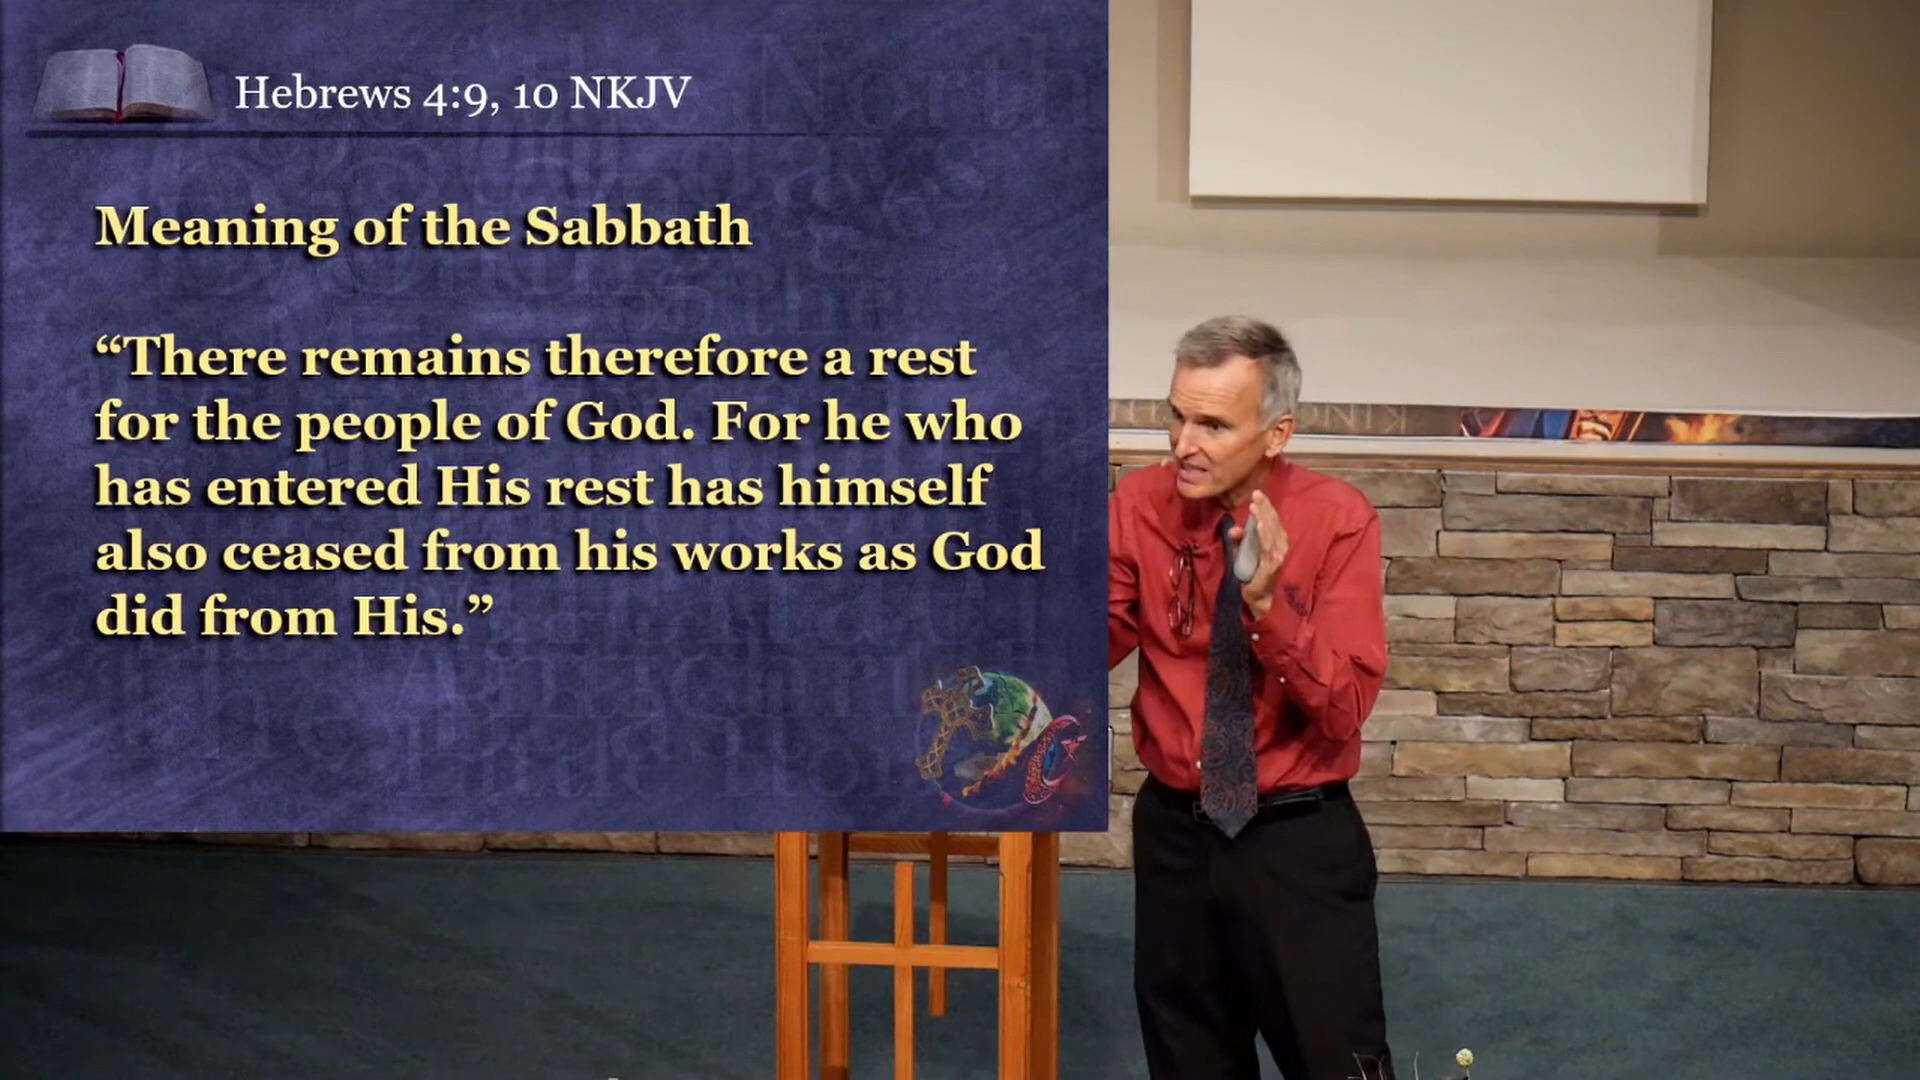 Hebrews 4:9, 10 NKJV
Meaning of the Sabbath
“There remains therefore a rest
for the people of God. For he who
has entered His rest has himself
also ceased from his works as God
did from His.”